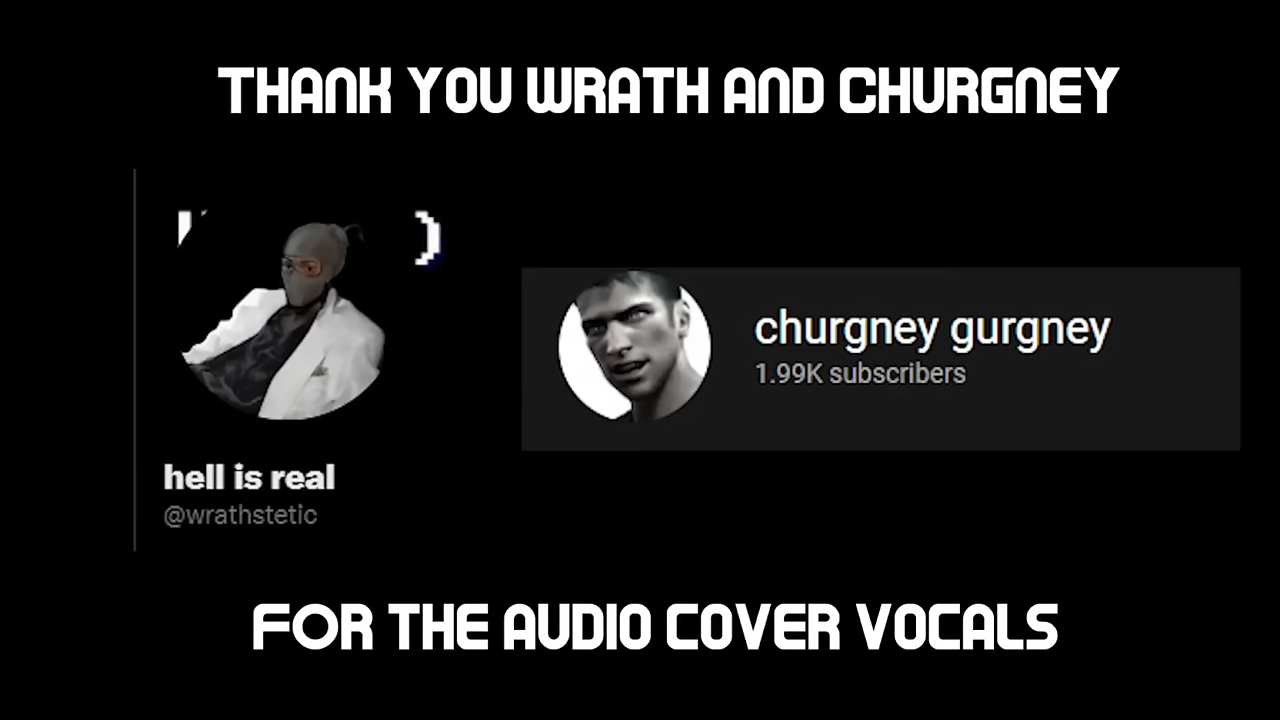 THANK YOU WRATH AND CHURGNEY
churgney gurgney
1.99K subscribers
hell is real
@wrathstetic
FOR THE AUDIO COVER VOCALS